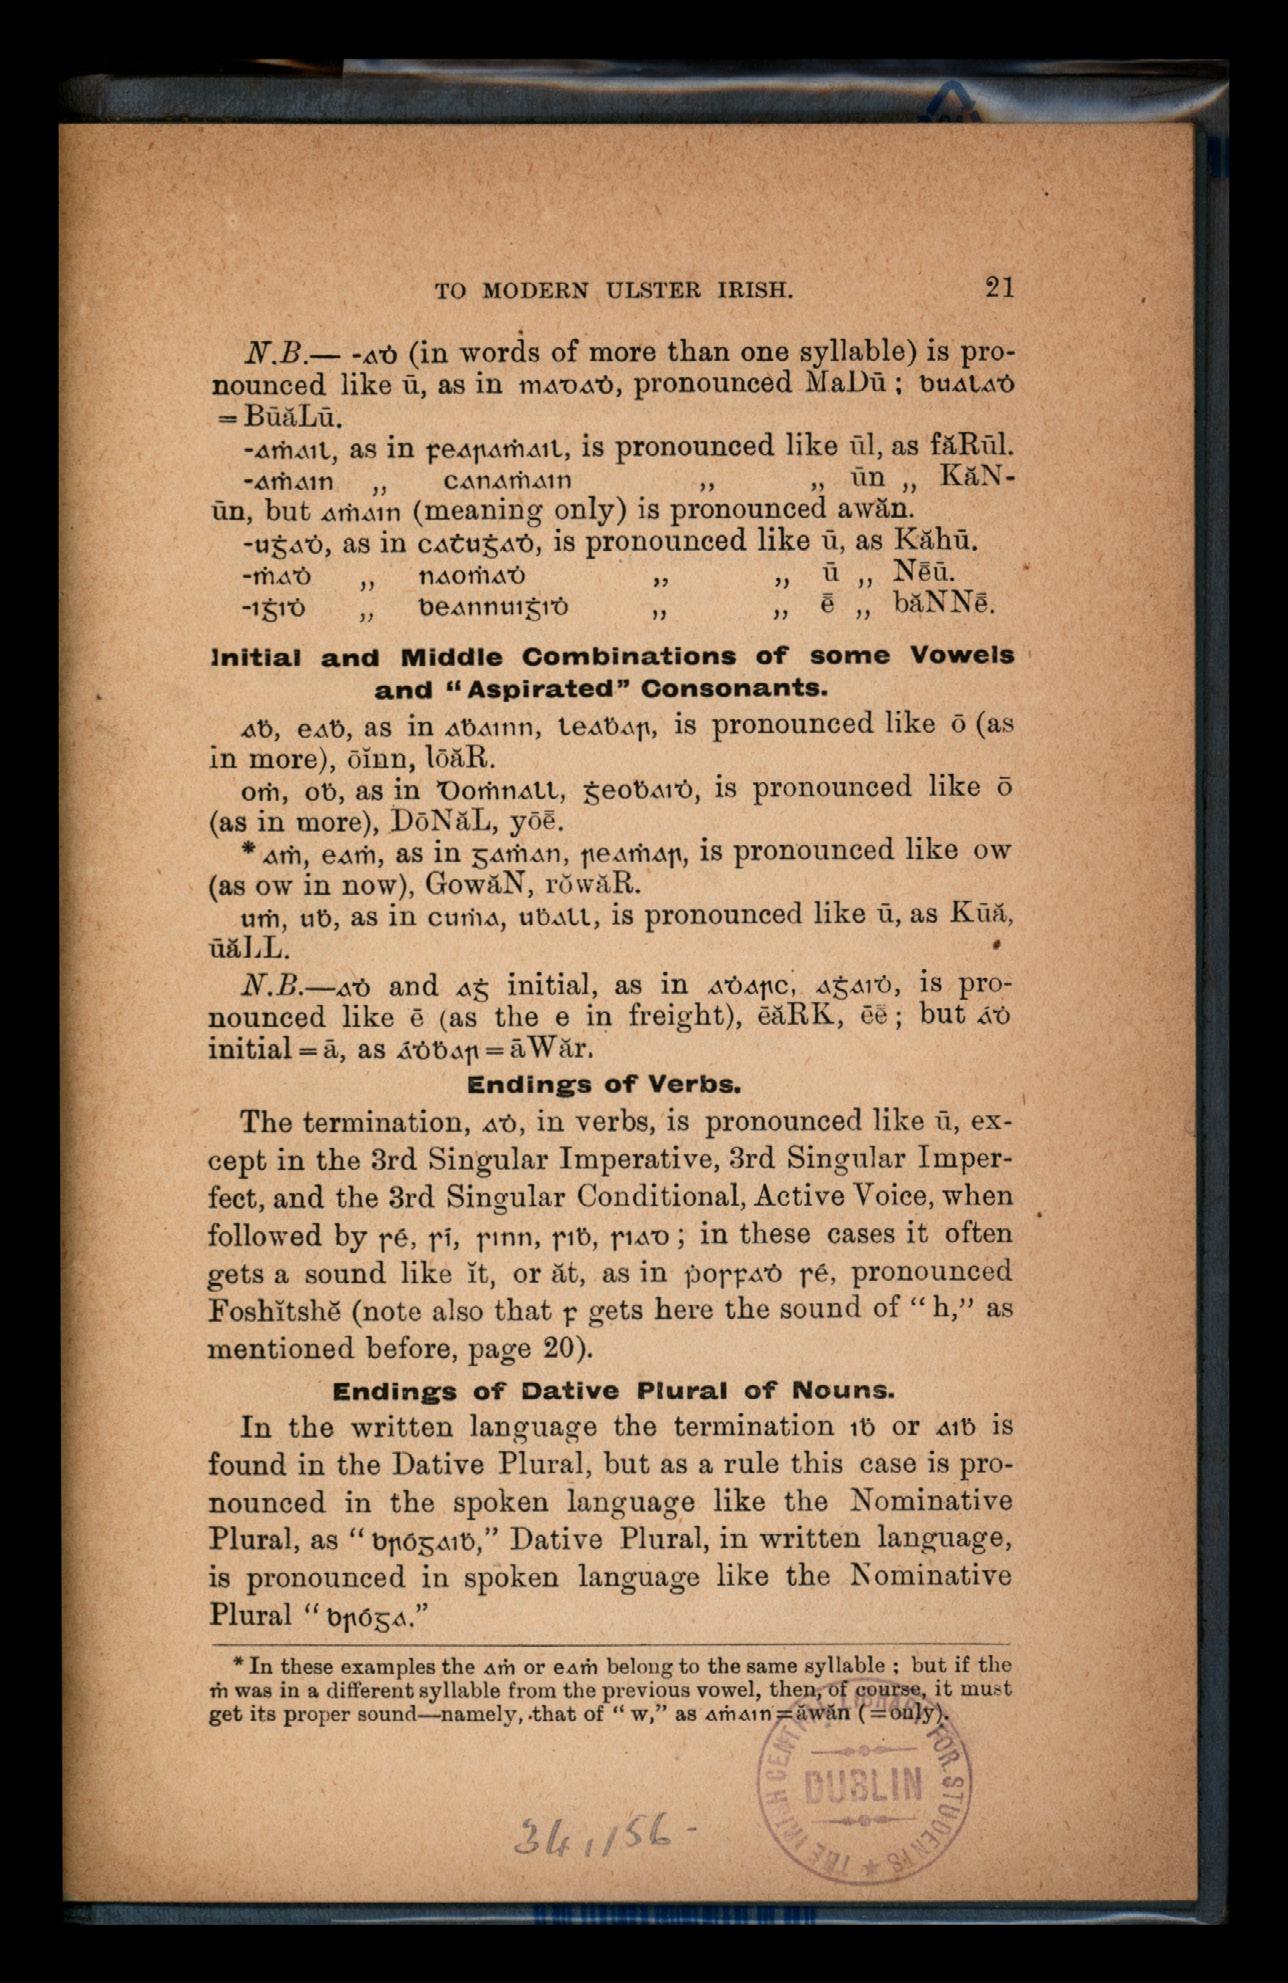 TO MODERN ULSTER IRISH. 21
N.B.— -aḋ (in words of more than one syllable) is pro-
nounced like ū, as in madaḋ, pronounced MaDū ; bualaḋ
= BūăLū.
-aṁail, as in fearaṁail, is pronounced like ūl, as făRūl.
-aṁain „ canaṁain „ „ ūn „ KăN-
ūn, but aṁain (meaning only) is pronounced awăn.
-uġaḋ, as in caṫuġaḋ, is pronounced like ū, as Kăhū.
-ṁaḋ „ naoṁaḋ „ „ ū „ Nēū.
-iġiḋ „ beannuiġiḋ „ „ ē „ băNNē.
Initial and Middle Combinations of some Vowels
and “Aspirated” Consonants.
aḃ, eaḃ, as in aḃainn, leaḃar, is pronounced like ō (as
in more), ōĭnn, lōăR.
oṁ, oḃ, as in Doṁnall, ġeoḃaiḋ, is pronounced like ō
(as in more), DōNăL, yōē.
* aṁ, eaṁ, as in gaṁan, reaṁar, is pronounced like ow
(as ow in now), GowăN, rŏwăR.
uṁ, uḃ, as in cuṁa, uḃall, is pronounced like ū, as Kūă,
ūăLL.
N.B.—aḋ and aġ initial, as in aḋarc, aġaiḋ, is pro-
nounced like ē (as the e in freight), ēăRK, ēē ; but áḋ
initial = ā, as áḋḃar = āWăr.
Endings of Verbs.
The termination, aḋ, in verbs, is pronounced like ū, ex-
cept in the 3rd Singular Imperative, 3rd Singular Imper-
fect, and the 3rd Singular Conditional, Active Voice, when
followed by sé, sí, sinn, siḃ, siad ; in these cases it often
gets a sound like ĭt, or ăt, as in ṗosfaḋ sé, pronounced
Foshĭtshĕ (note also that f gets here the sound of “ h,” as
mentioned before, page 20).
Endings of Dative Plural of Nouns.
In the written language the termination iḃ or aiḃ is
found in the Dative Plural, but as a rule this case is pro-
nounced in the spoken language like the Nominative
Plural, as “ brógaiḃ,” Dative Plural, in written language,
is pronounced in spoken language like the Nominative
Plural “ bróga.”
* In these examples the aṁ or eaṁ belong to the same syllable ; but if the
ṁ was in a different syllable from the previous vowel, then, of course, it must
get its proper sound—namely, that of “ w,” as aṁain = ăwăn ( = only).
THE IRISH CENTRAL LIBRARY FOR STUDENTS
DUBLIN
34,156-